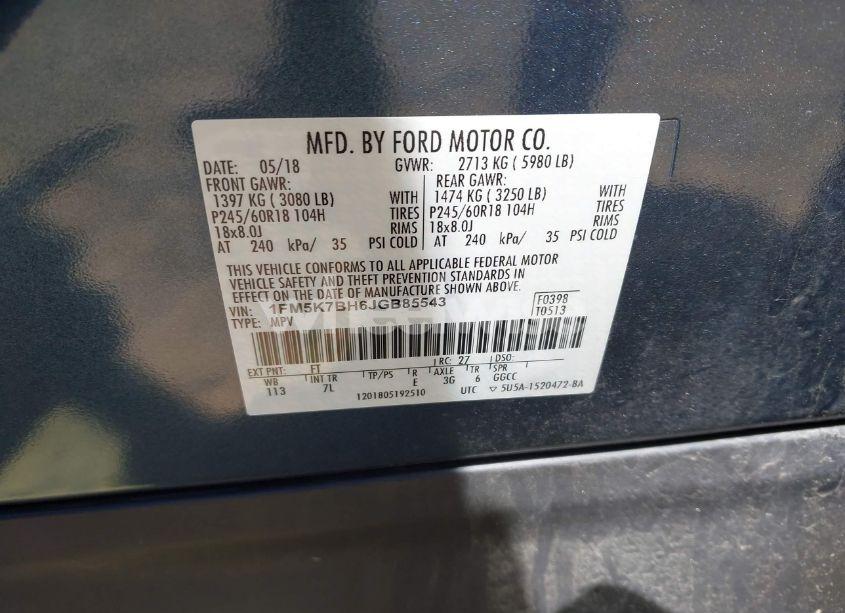 MFD. BY FORD MOTOR CO.
DATE: 05/18 GVWR: 2713 KG ( 5980 LB)
FRONT GAWR: REAR GAWR:
1397 KG ( 3080 LB) WITH 1474 KG ( 3250 LB) WITH
P245/60R18 104H TIRES P245/60R18 104H TIRES
18x8.0J RIMS 18x8.0J RIMS
AT 240 kPa/ 35 PSI COLD AT 240 kPa/ 35 PSI COLD
THIS VEHICLE CONFORMS TO ALL APPLICABLE FEDERAL MOTOR
VEHICLE SAFETY AND THEFT PREVENTION STANDARDS IN
EFFECT ON THE DATE OF MANUFACTURE SHOWN ABOVE.
VIN: 1FM5K7BH6JGB85543 F0398
TYPE: MPV T0513
EXT PNT: FT RC: 27 DSO:
WB INT TR TP/PS R AXLE TR SPR
113 7L E 3G 6 GGCC
1201805192510 UTC ▽ 5U5A-1520472-BA